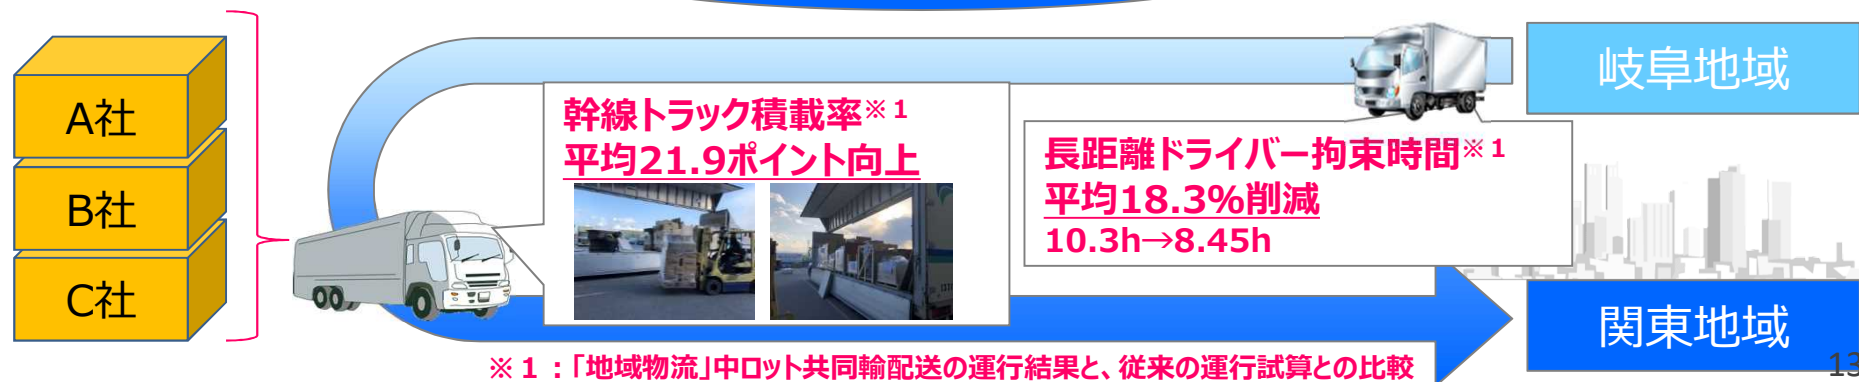 A社
B社
C社
幹線トラック積載率※1
平均21.9ポイント向上
長距離ドライバー拘束時間※1
平均18.3%削減
10.3h→8.45h
岐阜地域
関東地域
※1:「地域物流」中ロット共同輸配送の運行結果と、従来の運行試算との比較
13